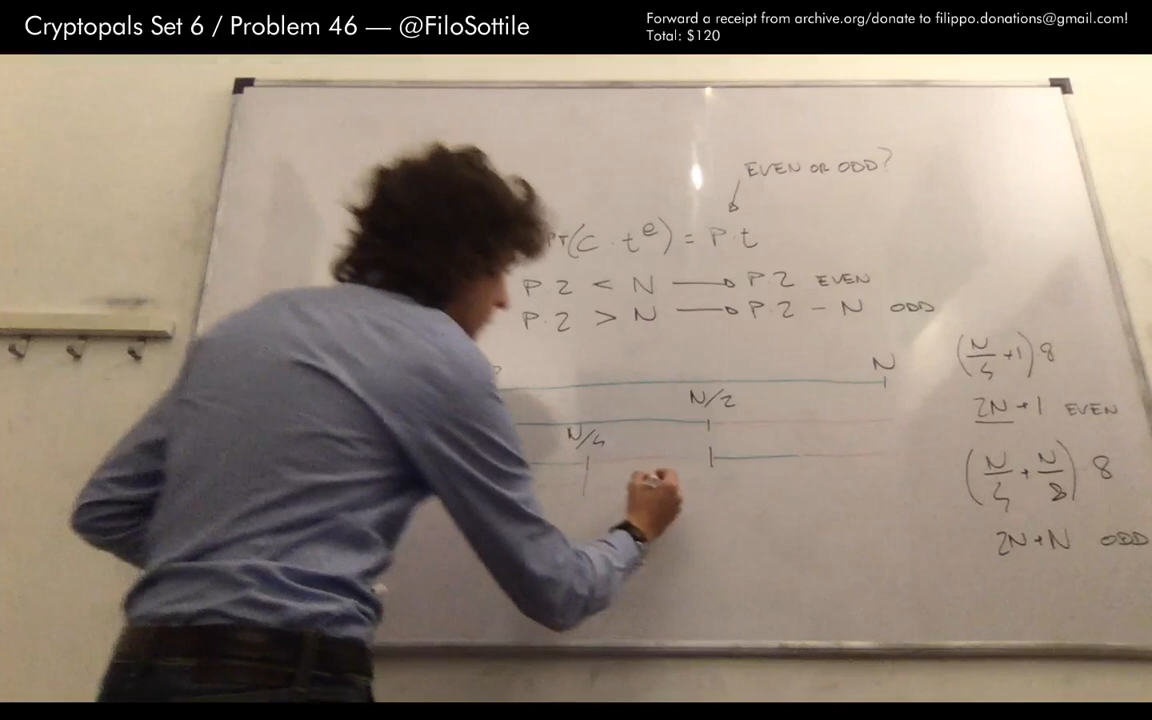 Cryptopals Set 6 / Problem 46 — @FiloSottile
Forward a receipt from archive.org/donate to filippo.donations@gmail.com!
Total: $120
EVEN OR ODD?
PT(C · t^e) = P·t
P·2 < N → P·2 EVEN
P·2 > N → P·2 - N ODD
N
N/2
N/4
(N/4 +1) 8
2N+1 EVEN
(N/4 + N/8) 8
2N+N ODD